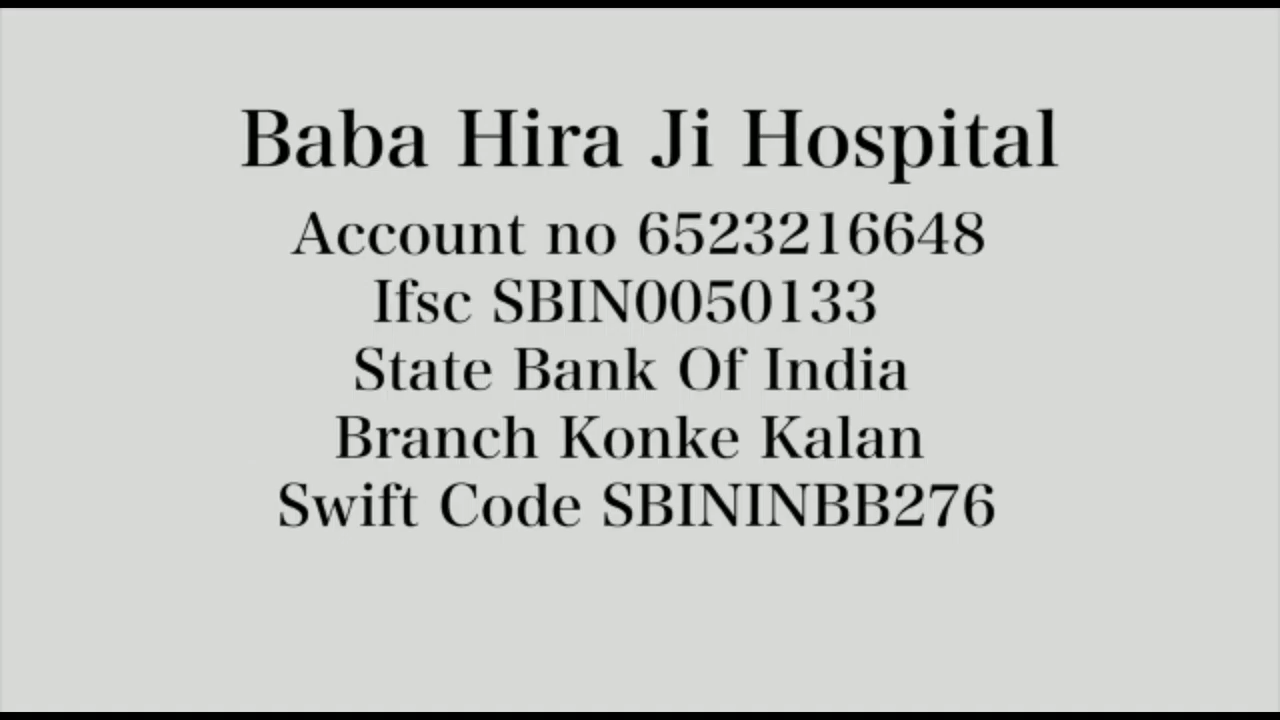 Baba Hira Ji Hospital
Account no 6523216648
Ifsc SBIN0050133
State Bank Of India
Branch Konke Kalan
Swift Code SBININBB276